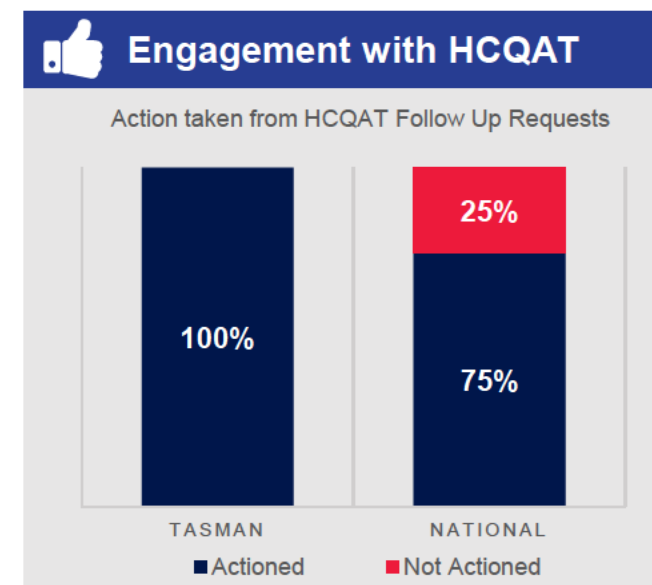 Engagement with HCQAT
Action taken from HCQAT Follow Up Requests
25%
100%
75%
TASMAN NATIONAL
Actioned Not Actioned